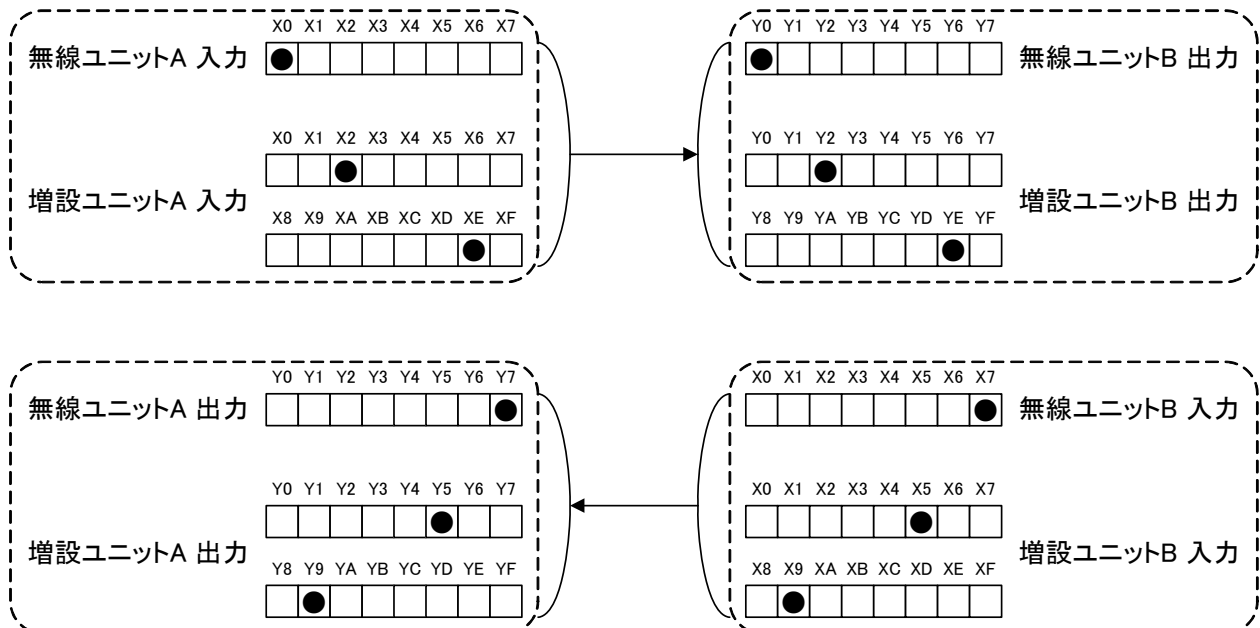 X0 X1 X2 X3 X4 X5 X6 X7
無線ユニットA 入力
X0 X1 X2 X3 X4 X5 X6 X7
増設ユニットA 入力
X8 X9 XA XB XC XD XE XF
Y0 Y1 Y2 Y3 Y4 Y5 Y6 Y7
無線ユニットB 出力
Y0 Y1 Y2 Y4 Y5 Y6 Y7
増設ユニットB 出力
Y8 Y9 YA YB YC YD YE YF
Y0 Y1 Y2 Y3 Y4 Y5 Y6 Y7
無線ユニットA 出力
Y0 Y1 Y2 Y3 Y4 Y5 Y6 Y7
増設ユニットA 出力
Y8 Y9 YA YB YC YD YE YF
X0 X1 X2 X3 X4 X5 X6 X7
無線ユニットB 入力
X0 X1 X2 X3 X4 X5 X6 X7
増設ユニットB 入力
X8 X9 XA XB XC XD XE XF